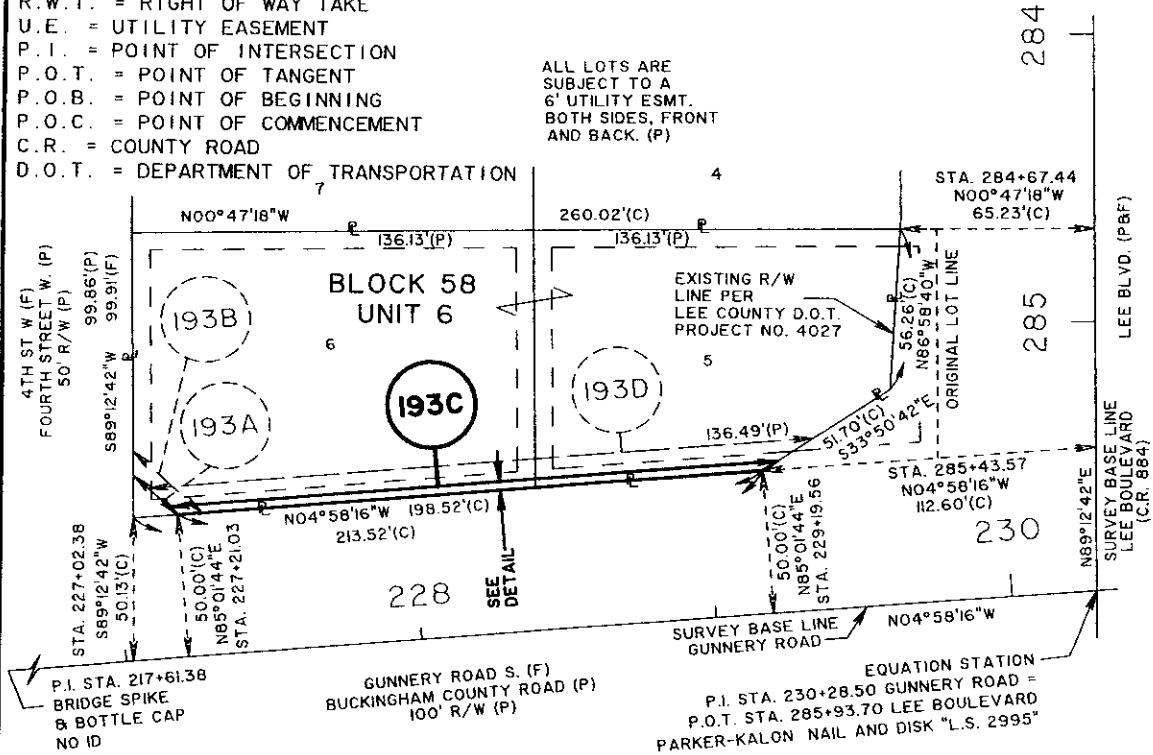 R.W.T. = RIGHT OF WAY TAKE
U.E. = UTILITY EASEMENT
P.I. = POINT OF INTERSECTION
P.O.T. = POINT OF TANGENT
P.O.B. = POINT OF BEGINNING
P.O.C. = POINT OF COMMENCEMENT
C.R. = COUNTY ROAD
D.O.T. = DEPARTMENT OF TRANSPORTATION
ALL LOTS ARE
SUBJECT TO A
6' UTILITY ESMT.
BOTH SIDES, FRONT
AND BACK. (P)
284
7
4
STA. 284+67.44
N00°47'18"W
65.23'(C)
N00°47'18"W
260.02'(C)
136.13'(P)
136.13'(P)
4TH ST W (F)
FOURTH STREET W. (P)
50' R/W (P)
99.86'(P)
99.91'(F)
S89°12'42"W
BLOCK 58
UNIT 6
193B
6
193A
193C
193D
5
EXISTING R/W
LINE PER
LEE COUNTY D.O.T.
PROJECT NO. 4027
56.26'(C)
N86°58'40"W
ORIGINAL LOT LINE
285
LEE BLVD. (P&F)
136.49'(P)
51.70'(C)
S33°50'42"E
STA. 285+43.57
N04°58'16"W
112.60'(C)
N89°12'42"E
SURVEY BASE LINE
LEE BOULEVARD
(C.R. 884)
N04°58'16"W
198.52'(C)
213.52'(C)
STA. 227+02.38
S89°12'42"W
50.13'(C)
50.00'(C)
N85°01'44"E
STA. 227+21.03
228
SEE
DETAIL
50.00'(C)
N85°01'44"E
STA. 229+19.56
230
SURVEY BASE LINE
GUNNERY ROAD
N04°58'16"W
P.I. STA. 217+61.38
BRIDGE SPIKE
& BOTTLE CAP
NO ID
GUNNERY ROAD S. (F)
BUCKINGHAM COUNTY ROAD (P)
100' R/W (P)
EQUATION STATION
P.I. STA. 230+28.50 GUNNERY ROAD =
P.O.T. STA. 285+93.70 LEE BOULEVARD
PARKER-KALON NAIL AND DISK "L.S. 2995"